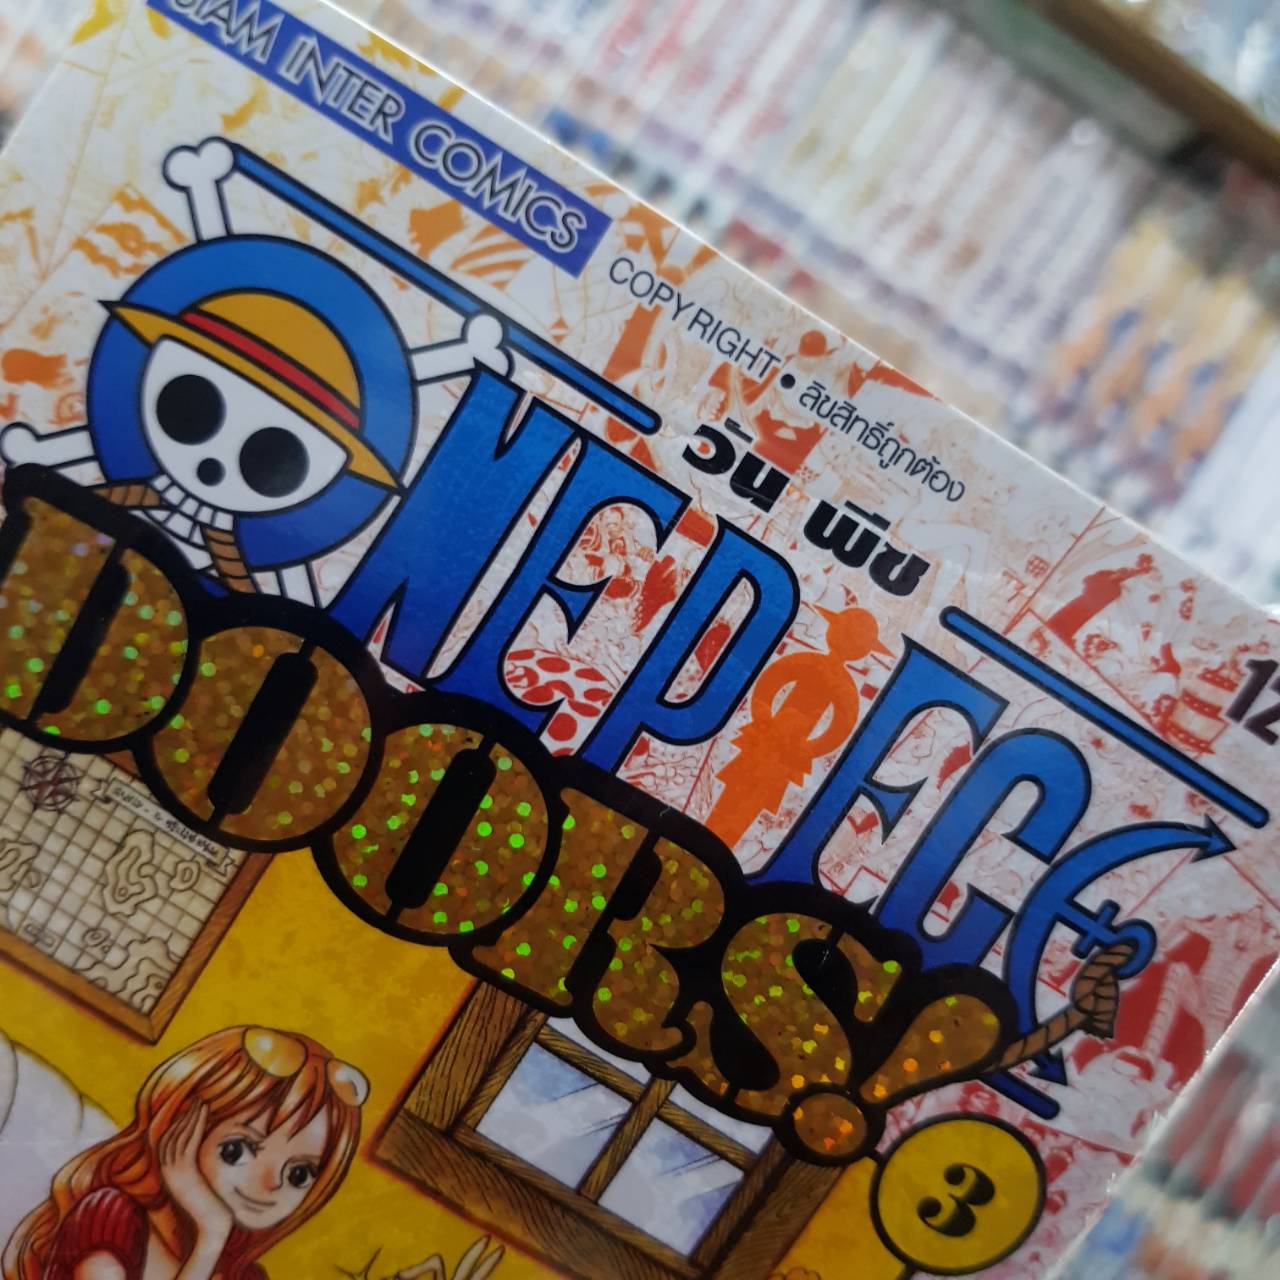 SIAM INTER COMICS
COPYRIGHT • ลิขสิทธิ์ถูกต้อง
วัน พีซ
ONE PIECE
DOORS!
3